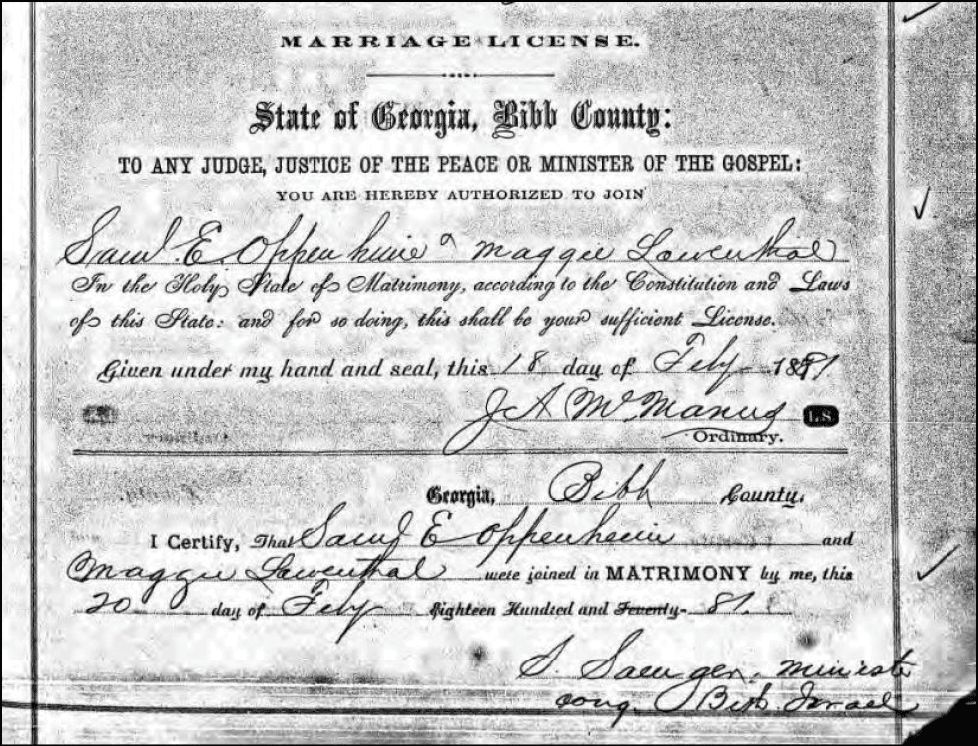 MARRIAGE LICENSE.
State of Georgia, Bibb County:
TO ANY JUDGE, JUSTICE OF THE PEACE OR MINISTER OF THE GOSPEL:
YOU ARE HEREBY AUTHORIZED TO JOIN
Saml. E. Oppenheim & Maggie Lowenthal
In the Holy State of Matrimony, according to the Constitution and Laws
of this State: and for so doing, this shall be your sufficient License.
Given under my hand and seal, this 18 day of Feby 1881
J A McManus L.S.
Ordinary.
Georgia, Bibb County.
I Certify, That Saml E Oppenheim and
Maggie Lowenthal were joined in MATRIMONY by me, this
20 day of Feby Eighteen Hundred and Seventy- 81.
S. Saenger. Minister
Cong. Beth Israel